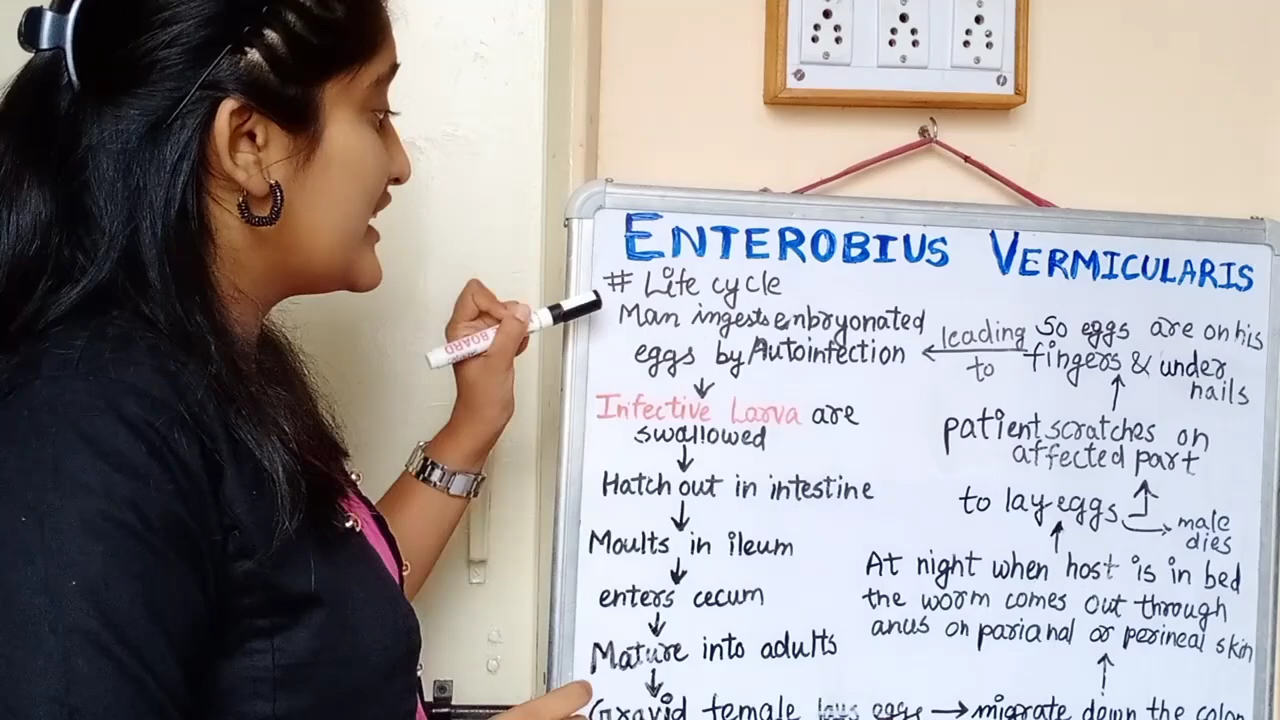 ENTEROBIUS VERMICULARIS
# Life cycle
Man ingests embryonated
eggs by Autoinfection
↓
Infective Larva are
swallowed
↓
Hatch out in intestine
↓
Moults in ileum
↓
enters cecum
↓
Mature into adults
↓
Gravid female lays eggs → migrate down the colon
↑
At night when host is in bed
the worm comes out through
anus on parianal or perineal skin
↑
to lay eggs → male
dies
↑
patient scratches on
affected part
↑
So eggs are on his
fingers & under
nails
← leading
to
BOARD